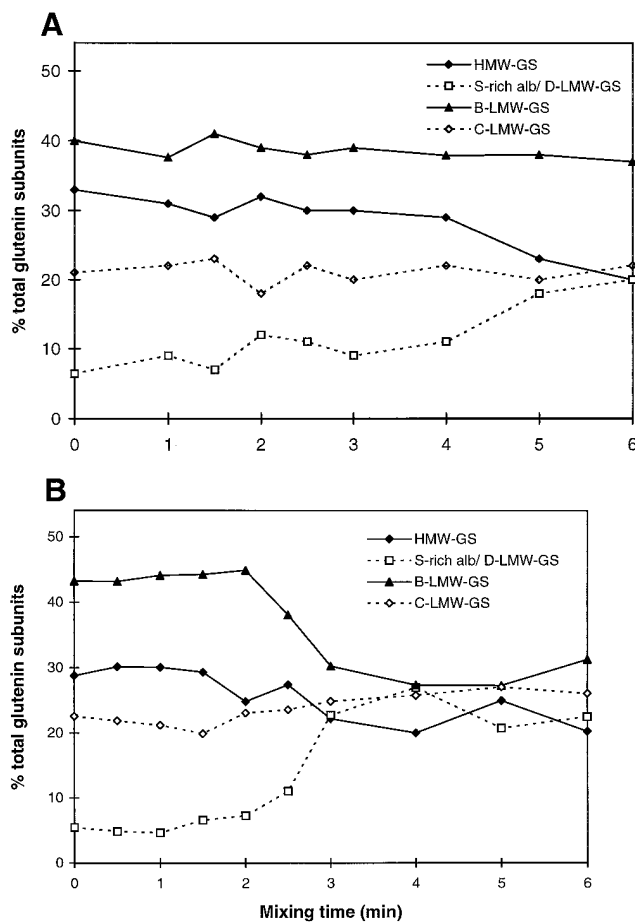 A
50
40
30
20
10
0
% total glutenin subunits
HMW-GS
S-rich alb/ D-LMW-GS
B-LMW-GS
C-LMW-GS
0 1 2 3 4 5 6
B
50
40
30
20
10
0
% total glutenin subunits
HMW-GS
S-rich alb/ D-LMW-GS
B-LMW-GS
C-LMW-GS
0 1 2 3 4 5 6
Mixing time (min)